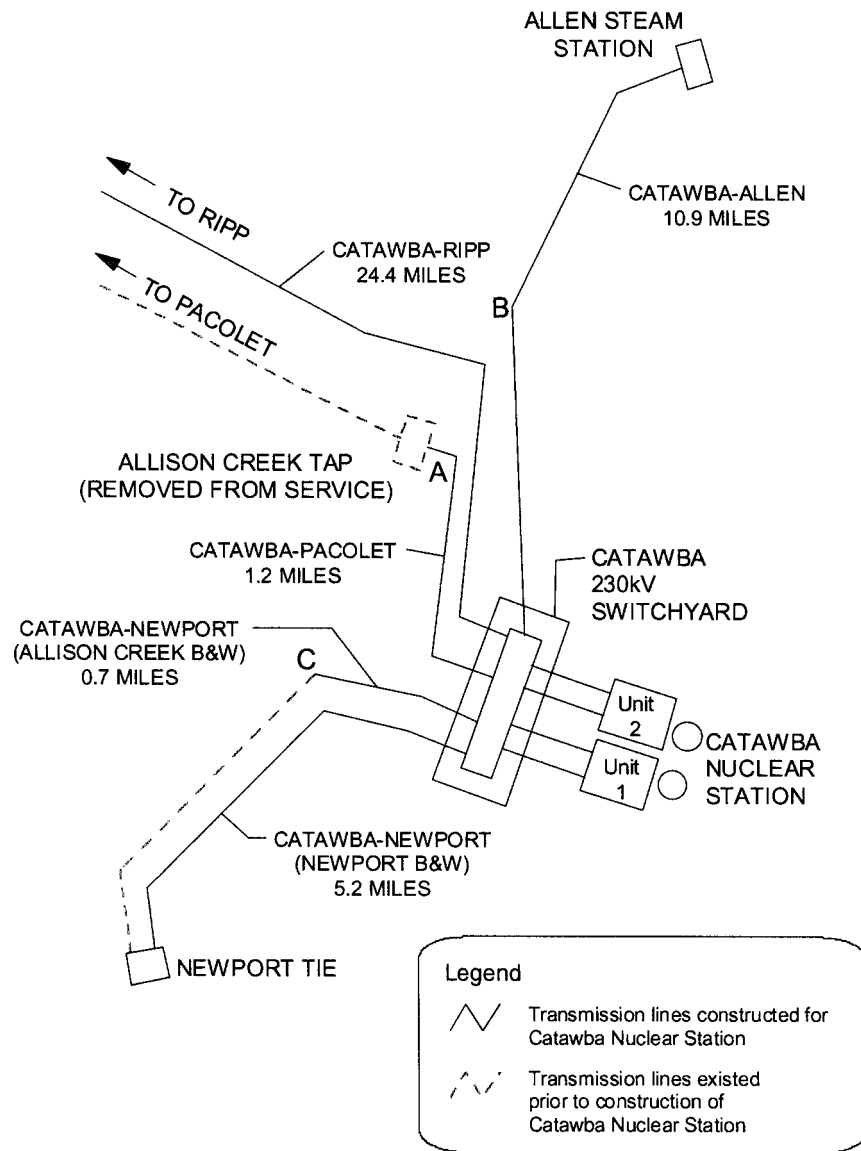 ALLEN STEAM
STATION
TO RIPP
CATAWBA-ALLEN
10.9 MILES
CATAWBA-RIPP
24.4 MILES
TO PACOLET
B
ALLISON CREEK TAP
(REMOVED FROM SERVICE)
A
CATAWBA-PACOLET
1.2 MILES
CATAWBA
230kV
SWITCHYARD
CATAWBA-NEWPORT
(ALLISON CREEK B&W)
0.7 MILES
C
Unit
2
Unit
1
CATAWBA
NUCLEAR
STATION
CATAWBA-NEWPORT
(NEWPORT B&W)
5.2 MILES
NEWPORT TIE
Legend
Transmission lines constructed for
Catawba Nuclear Station
Transmission lines existed
prior to construction of
Catawba Nuclear Station